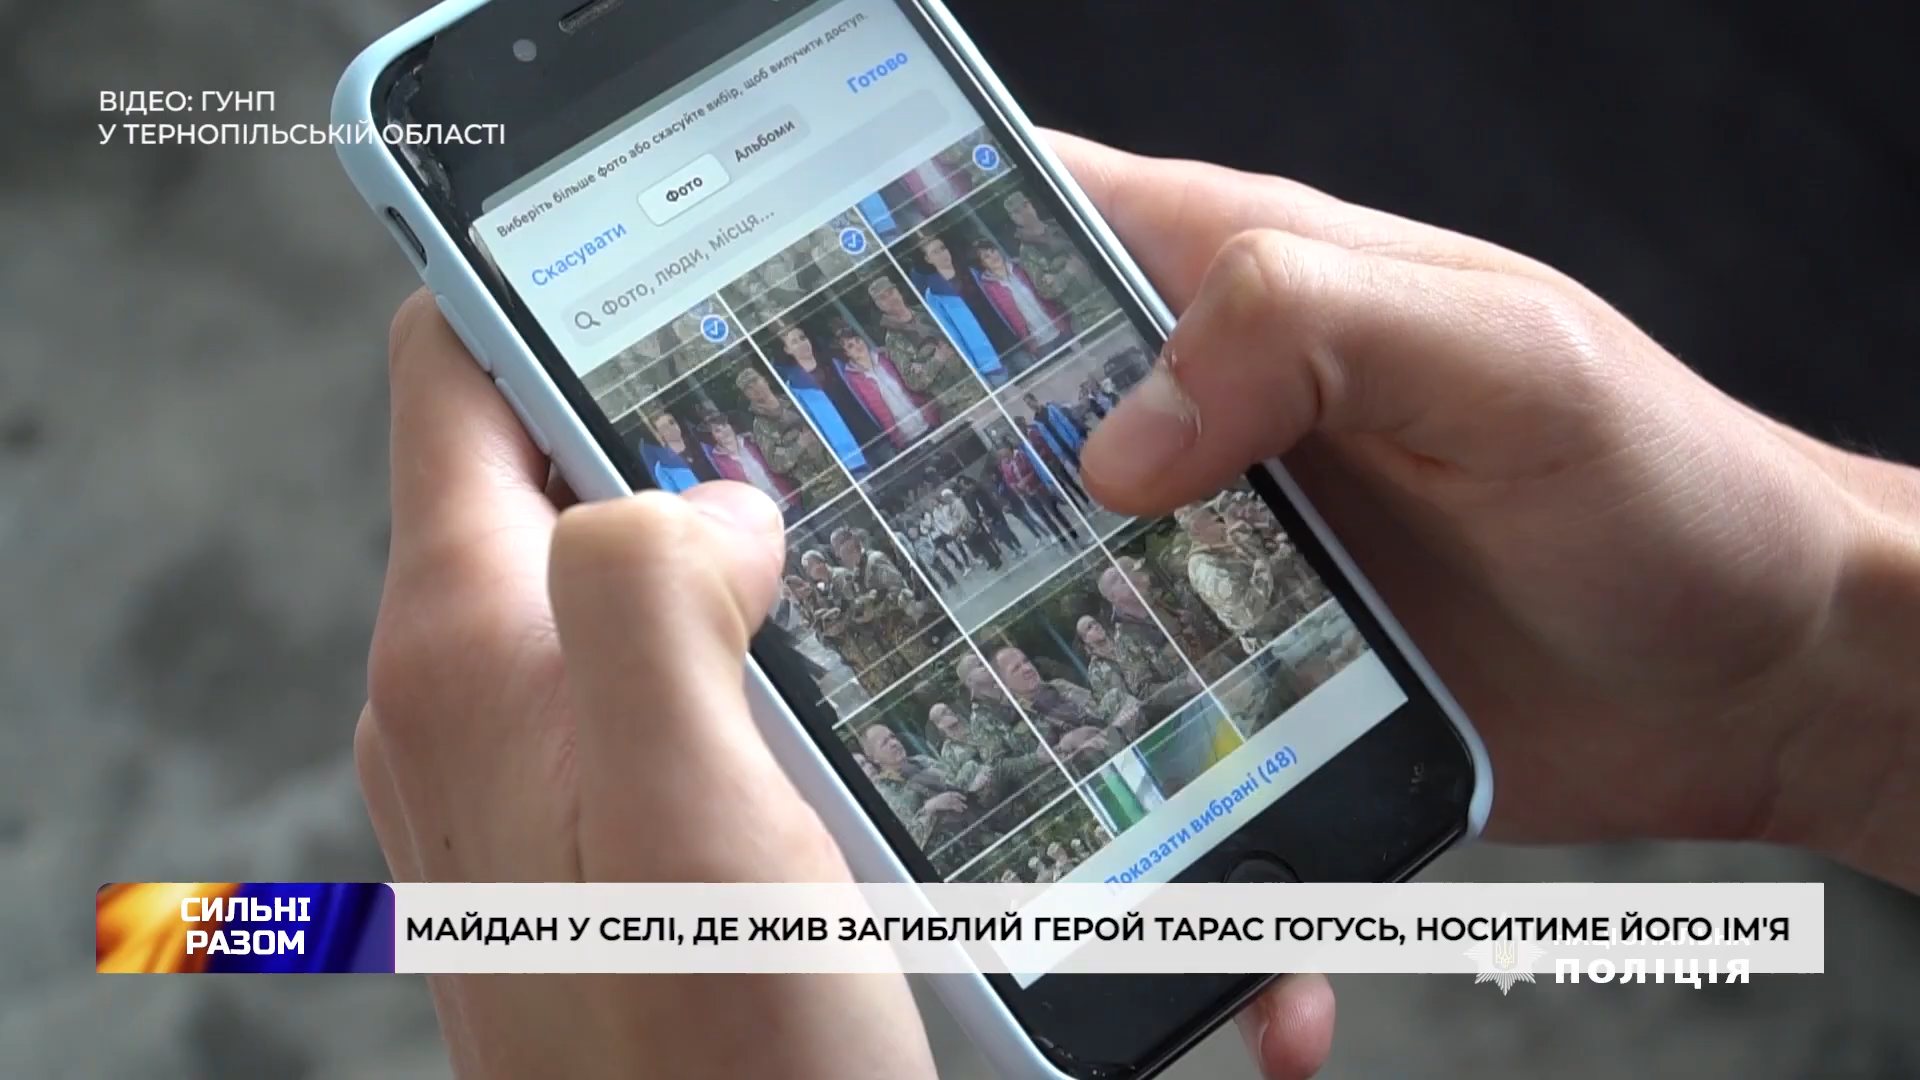 ВІДЕО: ГУНП
У ТЕРНОПІЛЬСЬКІЙ ОБЛАСТІ
Виберіть більше фото або скасуйте вибір, щоб вилучити доступ.
Скасувати
Фото
Альбоми
Готово
Фото, люди, місця...
Показати вибрані (48)
СИЛЬНІ
РАЗОМ
МАЙДАН У СЕЛІ, ДЕ ЖИВ ЗАГИБЛИЙ ГЕРОЙ ТАРАС ГОГУСЬ, НОСИТИМЕ ЙОГО ІМ'Я
НАЦІОНАЛЬНА
ПОЛІЦІЯ